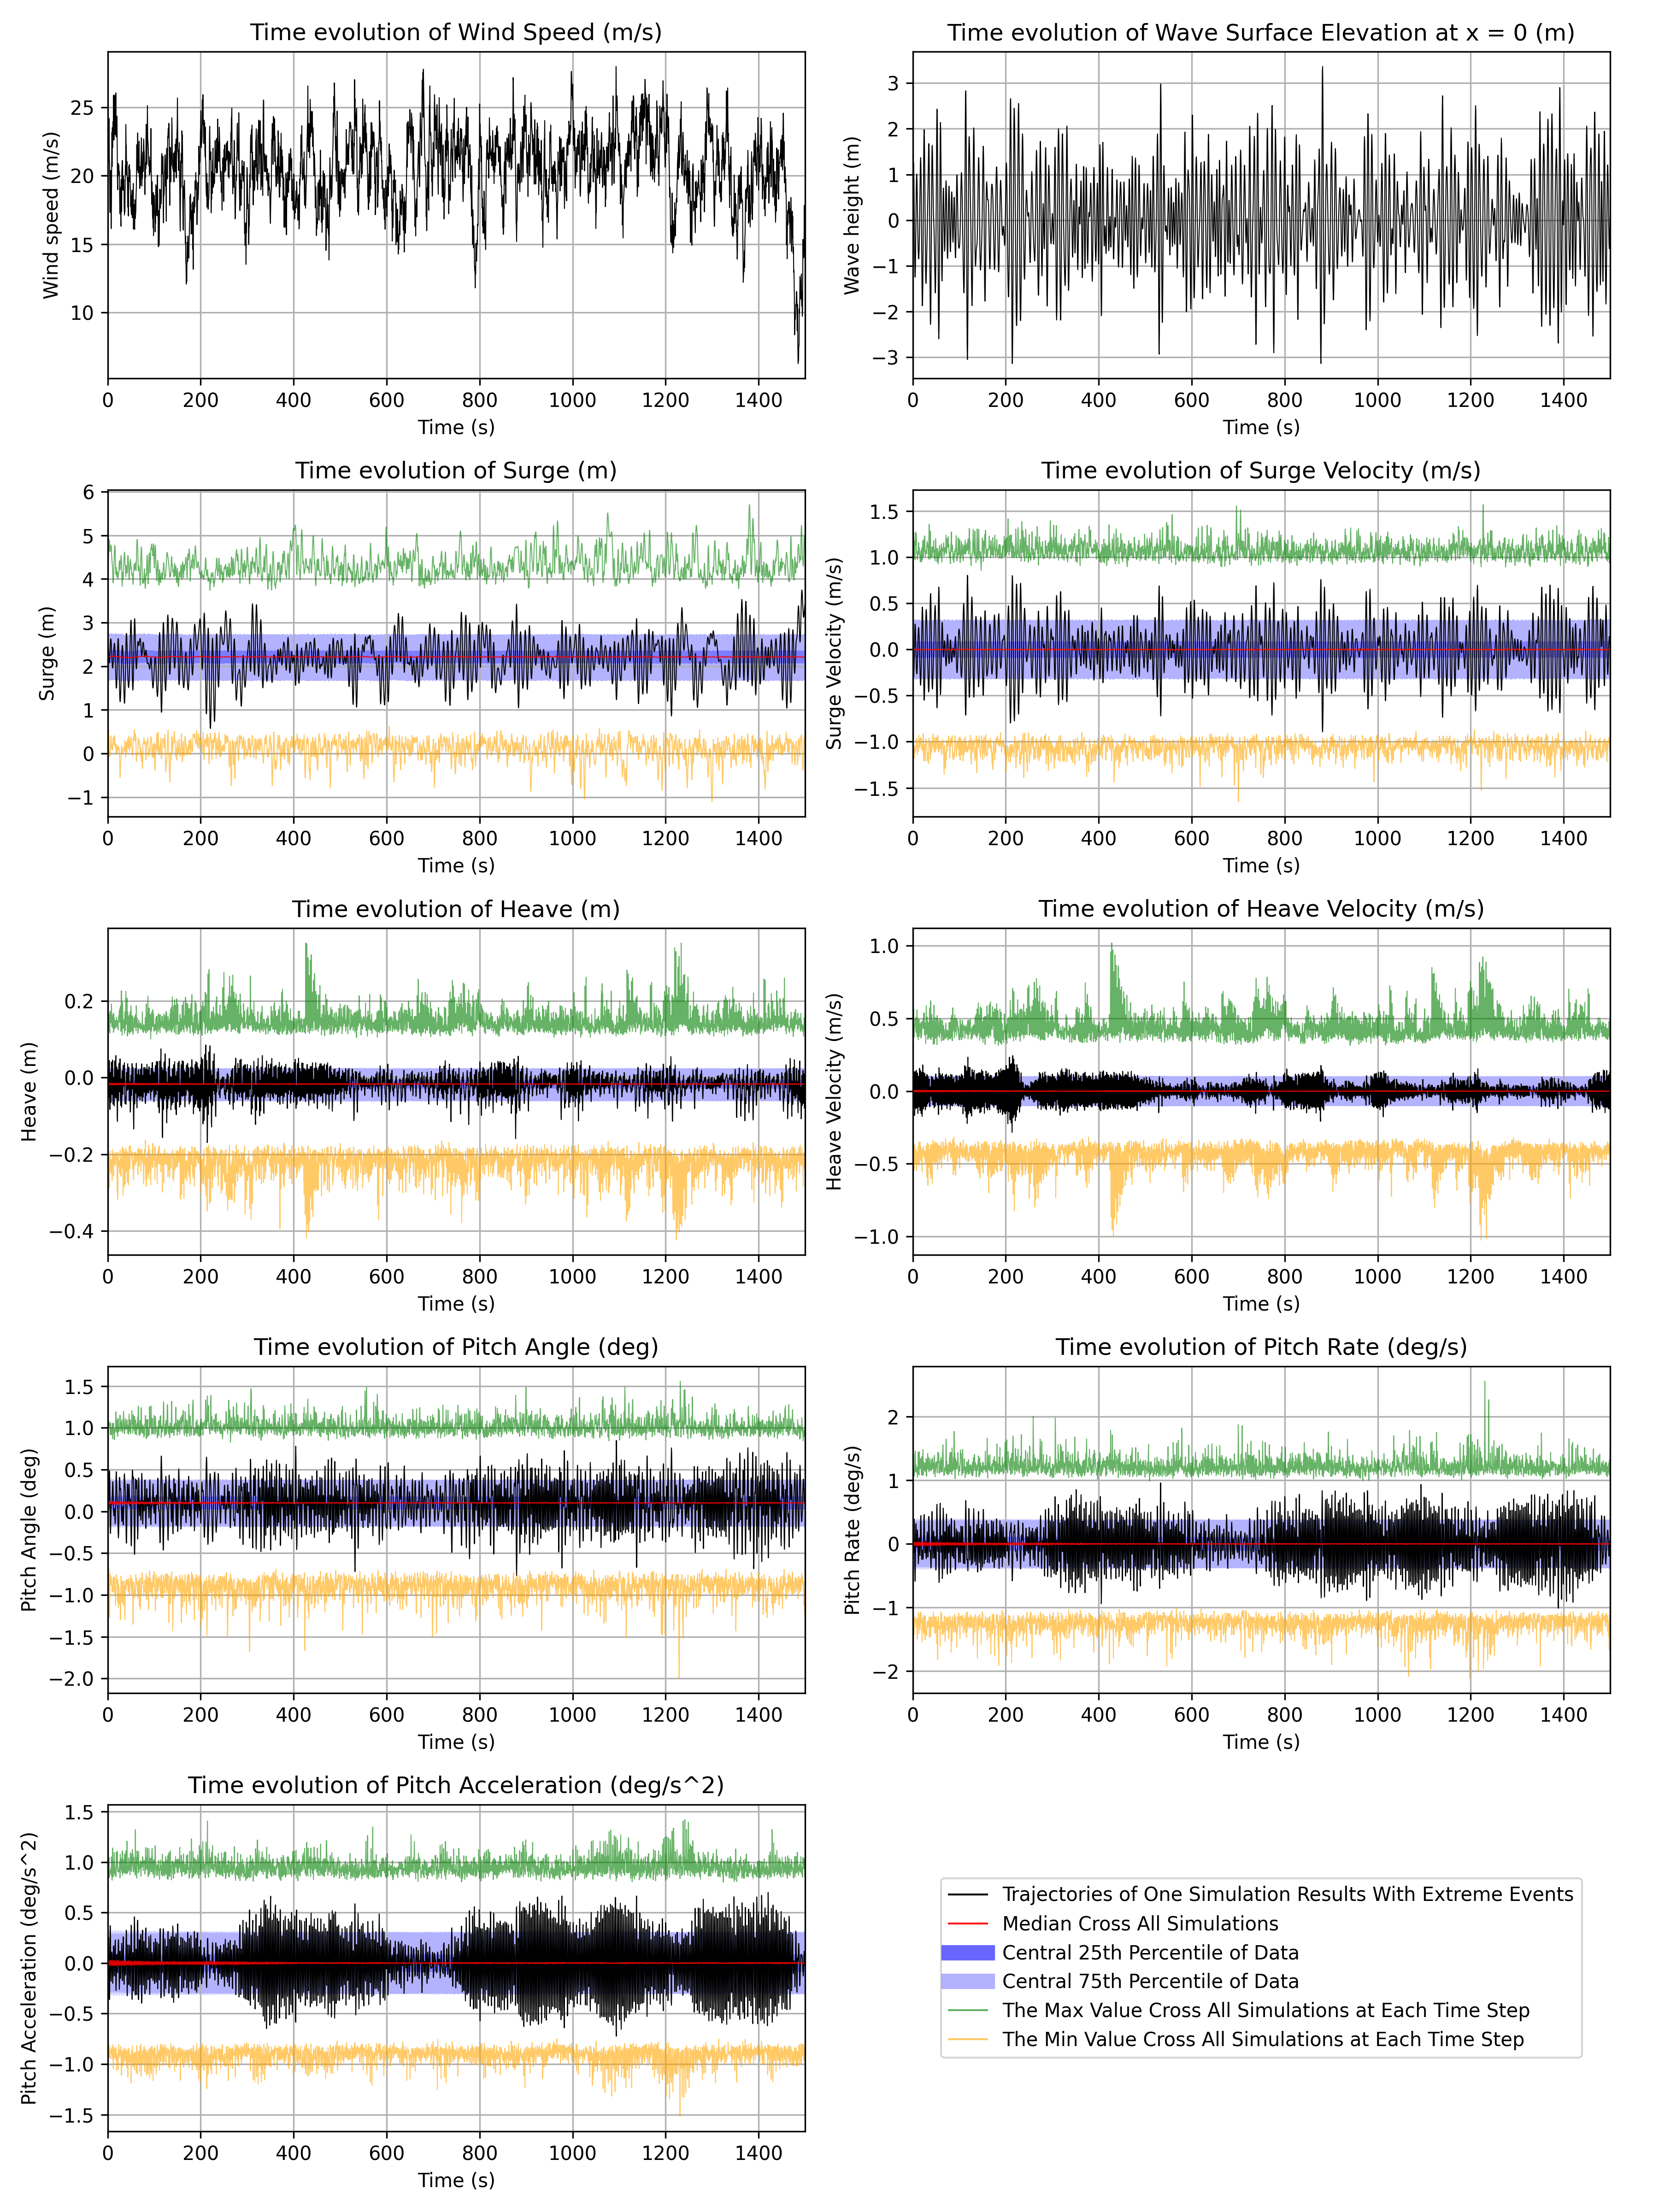 Time evolution of Wind Speed (m/s)
Wind speed (m/s)
25
20
15
10
0 200 400 600 800 1000 1200 1400
Time (s)
Time evolution of Wave Surface Elevation at x = 0 (m)
Wave height (m)
3
2
1
0
−1
−2
−3
0 200 400 600 800 1000 1200 1400
Time (s)
Time evolution of Surge (m)
Surge (m)
6
5
4
3
2
1
0
−1
0 200 400 600 800 1000 1200 1400
Time (s)
Time evolution of Surge Velocity (m/s)
Surge Velocity (m/s)
1.5
1.0
0.5
0.0
−0.5
−1.0
−1.5
0 200 400 600 800 1000 1200 1400
Time (s)
Time evolution of Heave (m)
Heave (m)
0.2
0.0
−0.2
−0.4
0 200 400 600 800 1000 1200 1400
Time (s)
Time evolution of Heave Velocity (m/s)
Heave Velocity (m/s)
1.0
0.5
0.0
−0.5
−1.0
0 200 400 600 800 1000 1200 1400
Time (s)
Time evolution of Pitch Angle (deg)
Pitch Angle (deg)
1.5
1.0
0.5
0.0
−0.5
−1.0
−1.5
−2.0
0 200 400 600 800 1000 1200 1400
Time (s)
Time evolution of Pitch Rate (deg/s)
Pitch Rate (deg/s)
2
1
0
−1
−2
0 200 400 600 800 1000 1200 1400
Time (s)
Time evolution of Pitch Acceleration (deg/s^2)
Pitch Acceleration (deg/s^2)
1.5
1.0
0.5
0.0
−0.5
−1.0
−1.5
0 200 400 600 800 1000 1200 1400
Time (s)
Trajectories of One Simulation Results With Extreme Events
Median Cross All Simulations
Central 25th Percentile of Data
Central 75th Percentile of Data
The Max Value Cross All Simulations at Each Time Step
The Min Value Cross All Simulations at Each Time Step